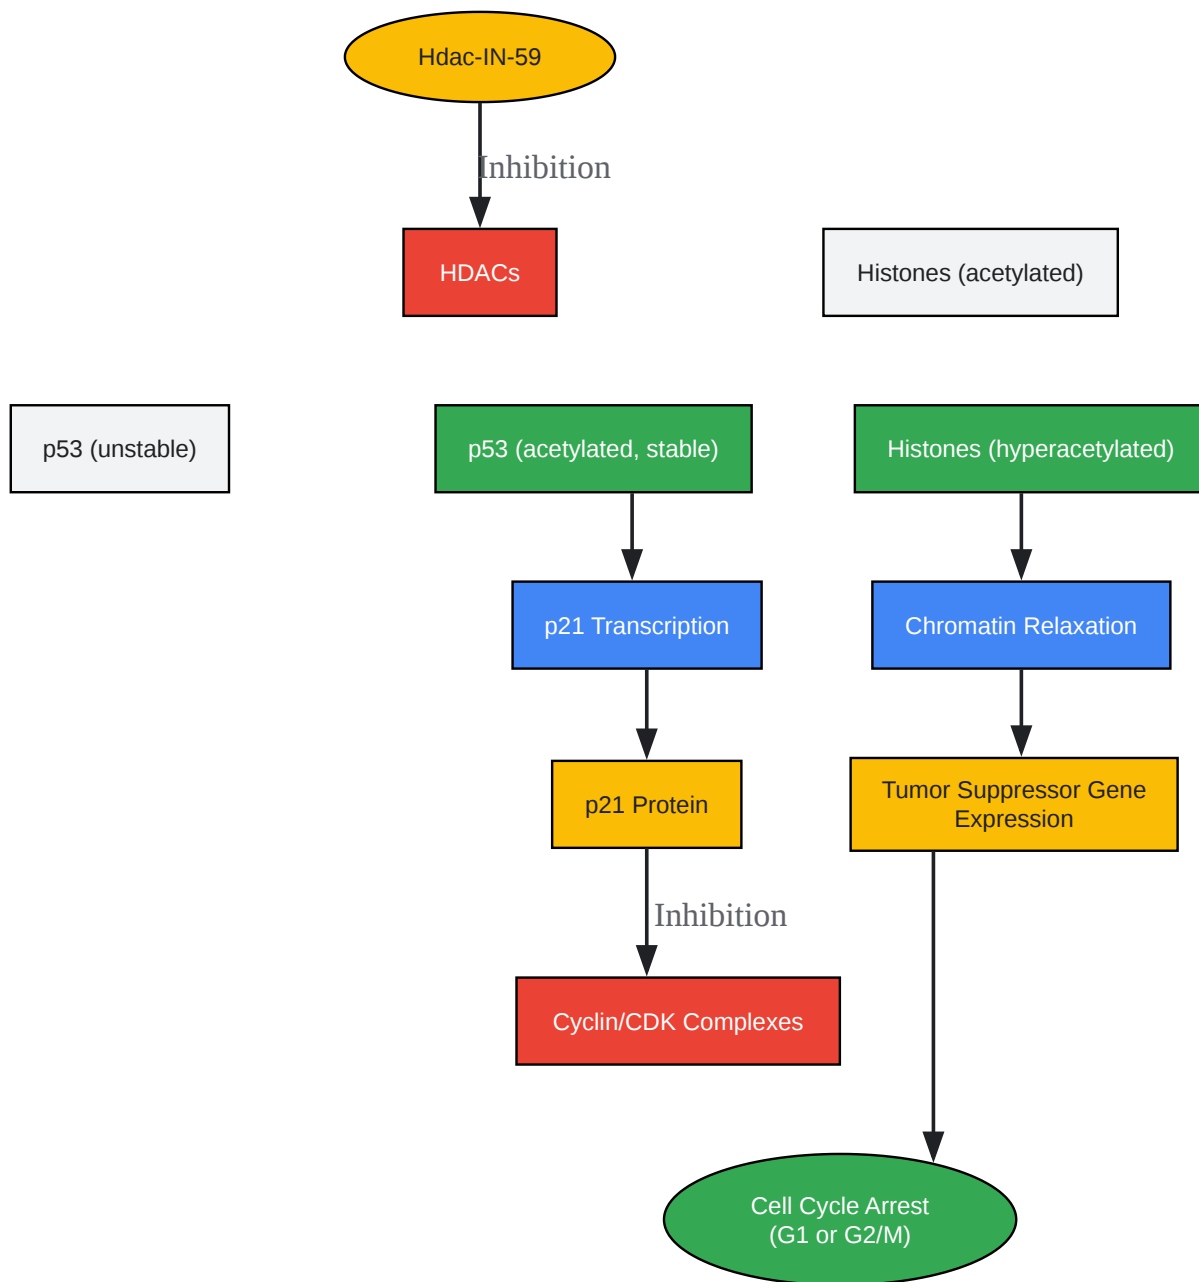 Hdac-IN-59
Inhibition
HDACs
Histones (acetylated)
p53 (unstable)
p53 (acetylated, stable)
Histones (hyperacetylated)
p21 Transcription
Chromatin Relaxation
p21 Protein
Tumor Suppressor Gene
Expression
Inhibition
Cyclin/CDK Complexes
Cell Cycle Arrest
(G1 or G2/M)